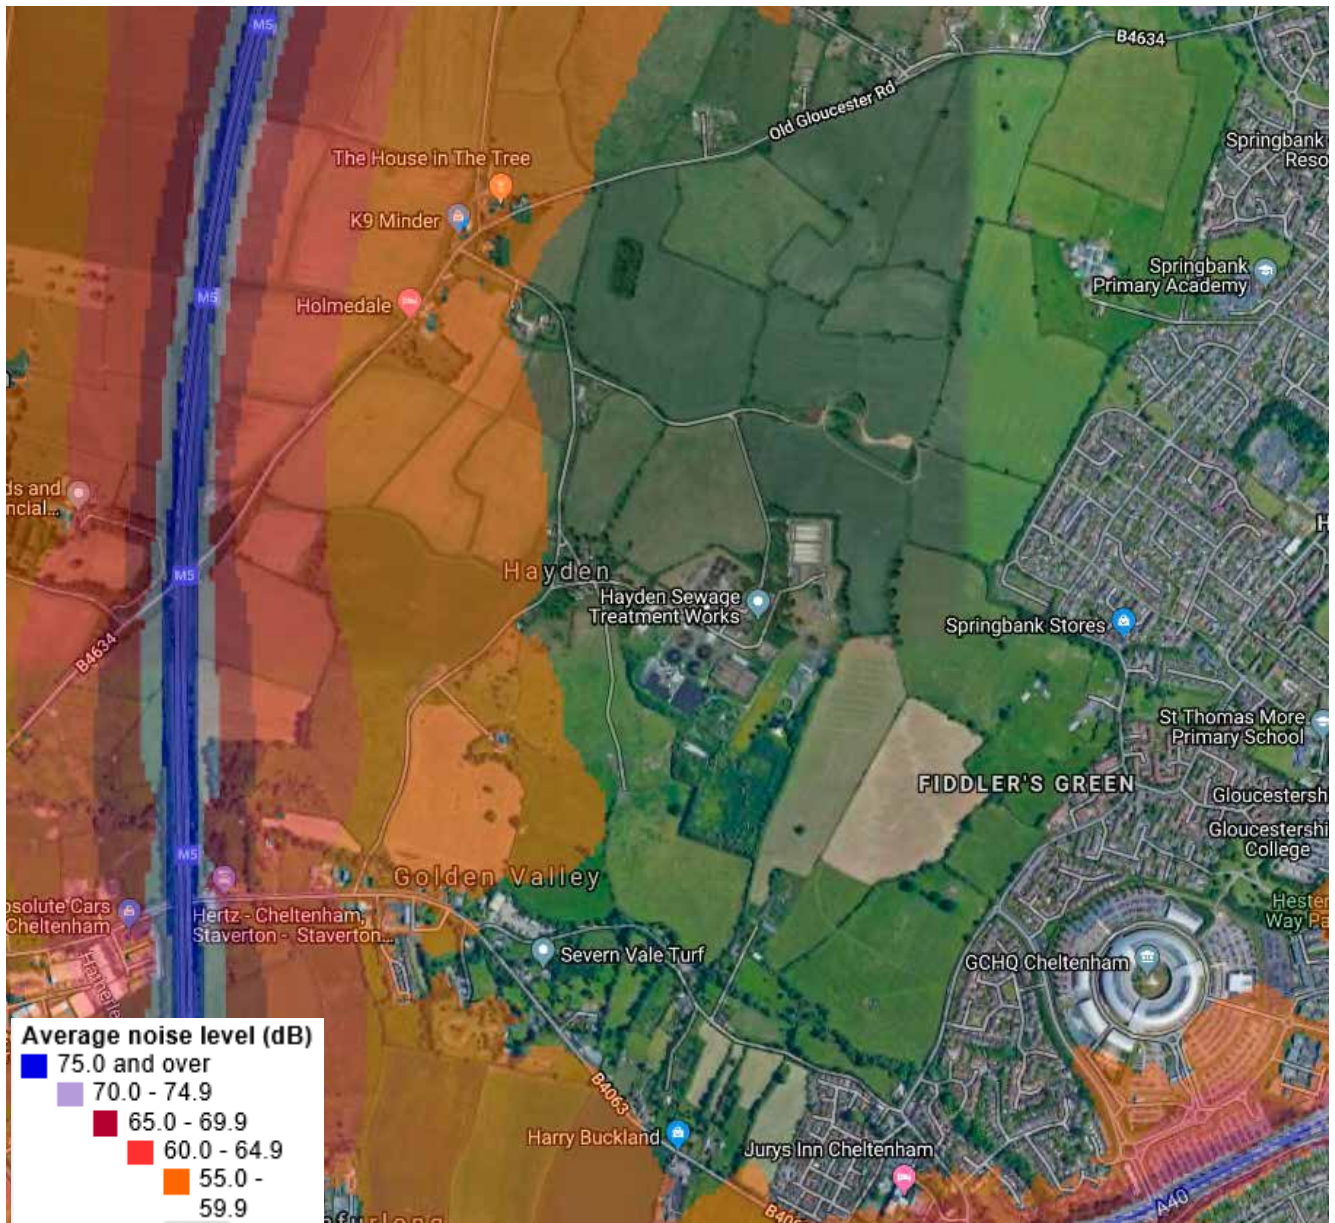 M5
B4634
Old Gloucester Rd
Springbank
Reso
The House in The Tree
K9 Minder
Springbank
Primary Academy
M5
Holmedale
ds and
ncial...
H
M5
Hayden
Hayden Sewage
Treatment Works
Springbank Stores
B4634
St Thomas More
Primary School
FIDDLER'S GREEN
Gloucestersh
Gloucestershi
College
M5
Golden Valley
osolute Cars
Cheltenham
Hertz - Cheltenham,
Staverton - Staverton...
Hester
Way Pa
Severn Vale Turf
GCHQ Cheltenham
Hatherle
Average noise level (dB)
75.0 and over
70.0 - 74.9
65.0 - 69.9
60.0 - 64.9
55.0 -
59.9
B4063
Harry Buckland
Jurys Inn Cheltenham
A40
B406